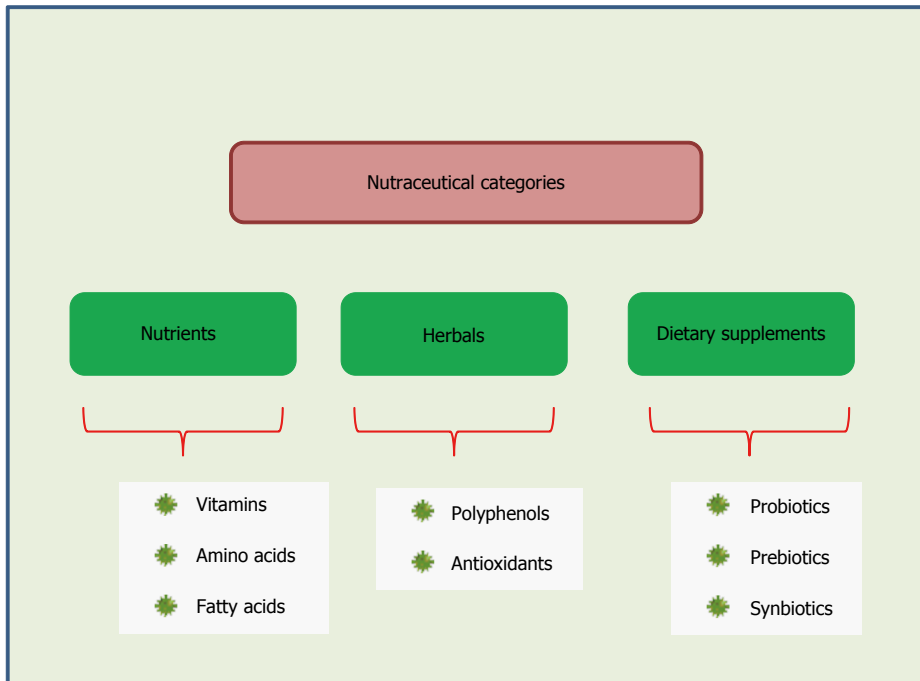 Nutraceutical categories
Nutrients
Herbals
Dietary supplements
Vitamins
Amino acids
Fatty acids
Polyphenols
Antioxidants
Probiotics
Prebiotics
Synbiotics